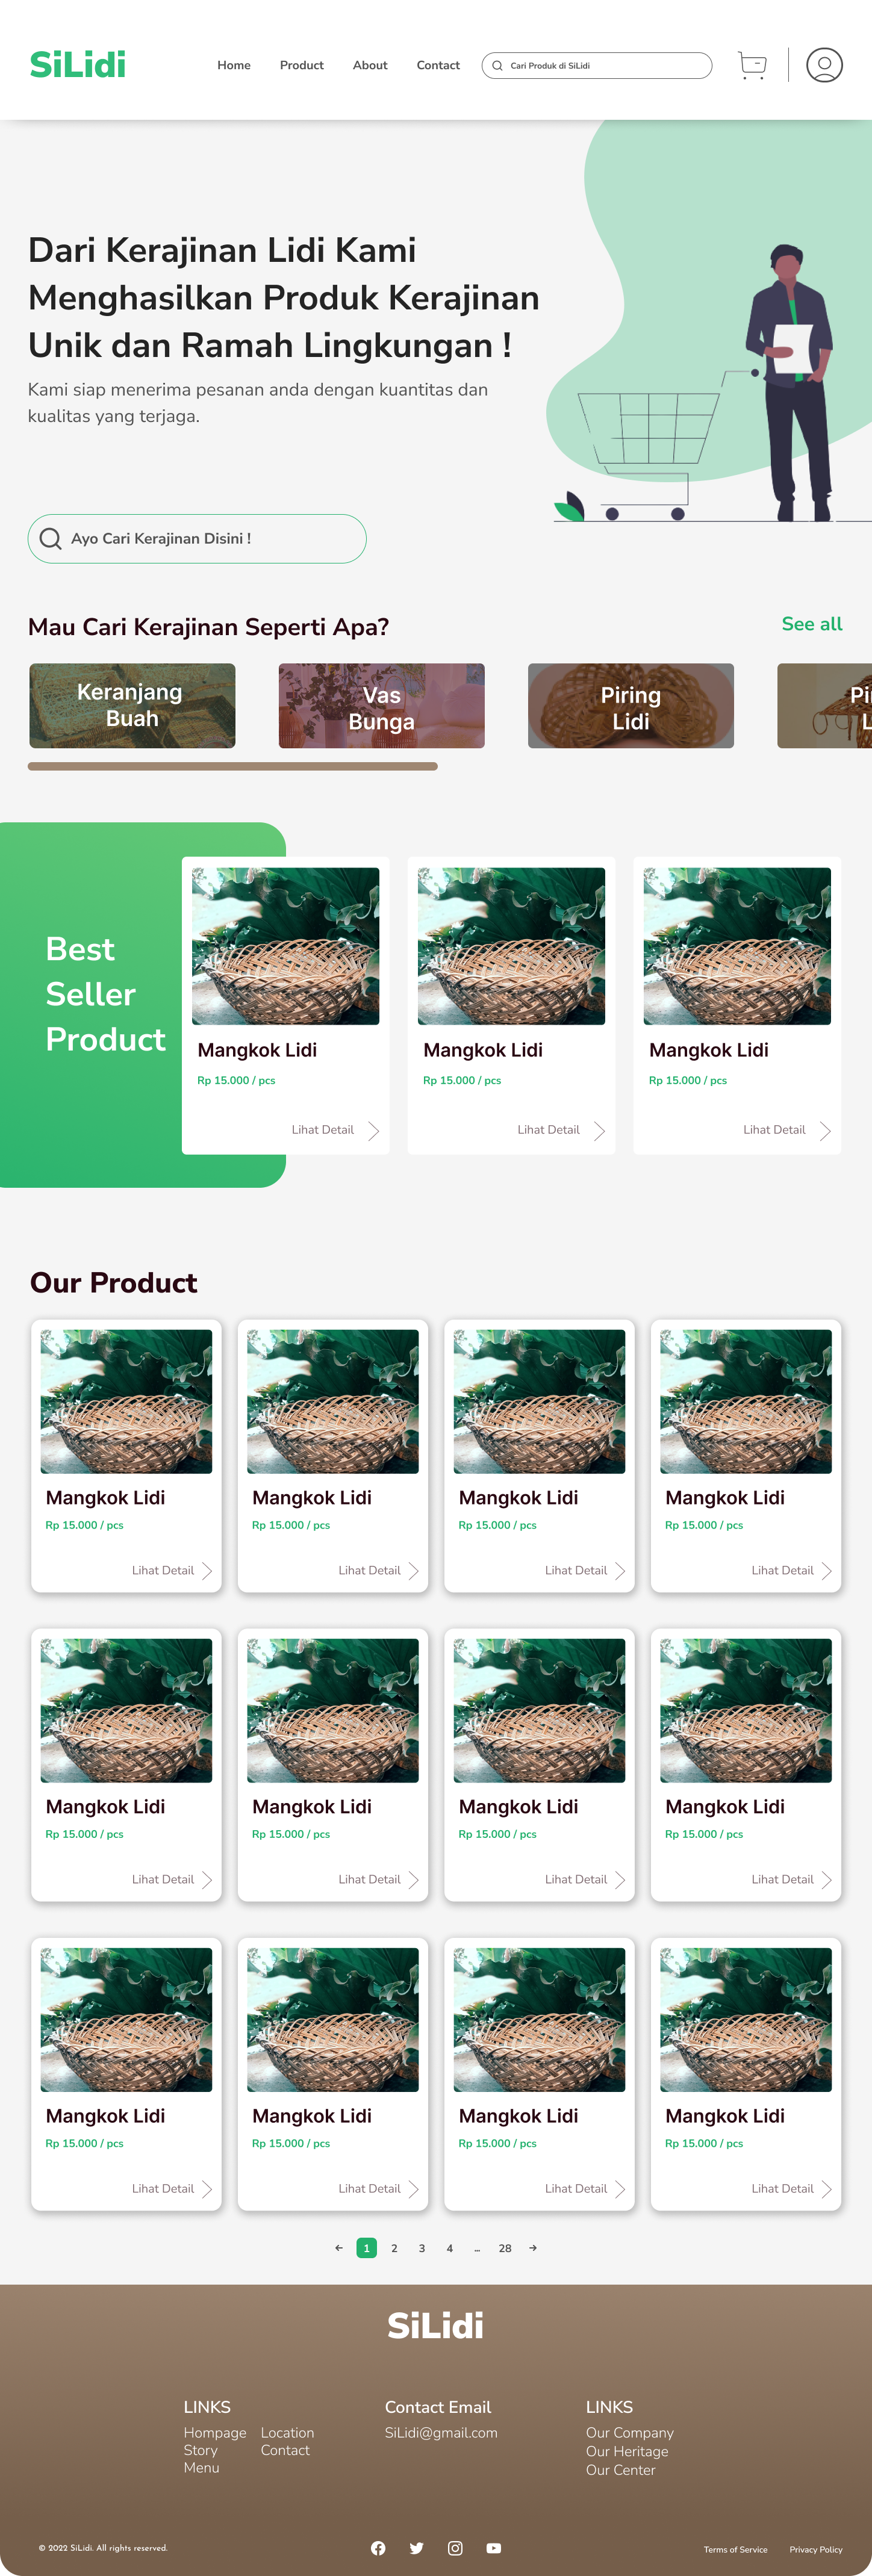 SiLidi
Home
Product
About
Contact
Cari Produk di SiLidi
Dari Kerajinan Lidi Kami
Menghasilkan Produk Kerajinan
Unik dan Ramah Lingkungan !
Kami siap menerima pesanan anda dengan kuantitas dan
kualitas yang terjaga.
Ayo Cari Kerajinan Disini !
Mau Cari Kerajinan Seperti Apa?
See all
Keranjang
Buah
Vas
Bunga
Piring
Lidi
Best
Seller
Product
Mangkok Lidi
Rp 15.000 / pcs
Lihat Detail
Mangkok Lidi
Rp 15.000 / pcs
Lihat Detail
Mangkok Lidi
Rp 15.000 / pcs
Lihat Detail
Our Product
Mangkok Lidi
Rp 15.000 / pcs
Lihat Detail
Mangkok Lidi
Rp 15.000 / pcs
Lihat Detail
Mangkok Lidi
Rp 15.000 / pcs
Lihat Detail
Mangkok Lidi
Rp 15.000 / pcs
Lihat Detail
Mangkok Lidi
Rp 15.000 / pcs
Lihat Detail
Mangkok Lidi
Rp 15.000 / pcs
Lihat Detail
Mangkok Lidi
Rp 15.000 / pcs
Lihat Detail
Mangkok Lidi
Rp 15.000 / pcs
Lihat Detail
Mangkok Lidi
Rp 15.000 / pcs
Lihat Detail
Mangkok Lidi
Rp 15.000 / pcs
Lihat Detail
Mangkok Lidi
Rp 15.000 / pcs
Lihat Detail
Mangkok Lidi
Rp 15.000 / pcs
Lihat Detail
1 2 3 4 ... 28
SiLidi
LINKS
Hompage
Story
Menu
Location
Contact
Contact Email
SiLidi@gmail.com
LINKS
Our Company
Our Heritage
Our Center
© 2022 SiLidi. All rights reserved.
Terms of Service
Privacy Policy